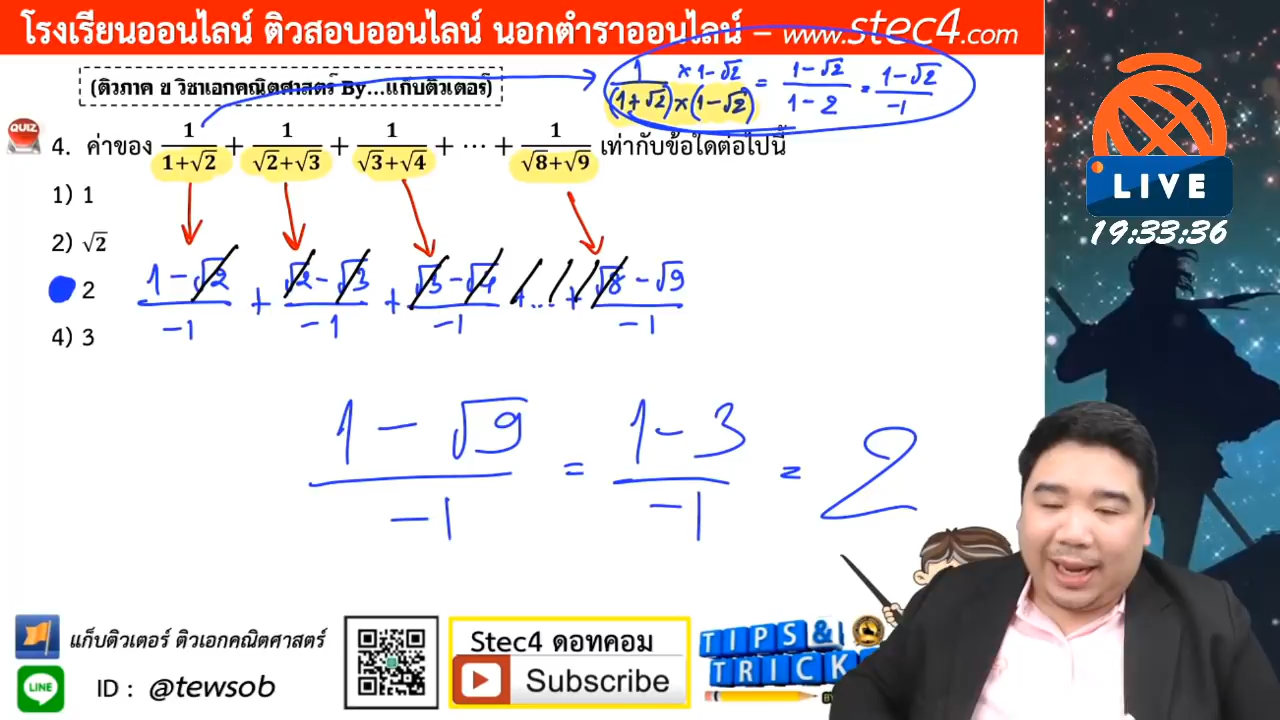 โรงเรียนออนไลน์ ติวสอบออนไลน์ นอกตำราออนไลน์ – www.stec4.com
(ติวภาค ข วิชาเอกคณิตศาสตร์ By...แก็บติวเตอร์)
1/(1+√2) × (1-√2)/(1-√2) = (1-√2)/(1-2) = (1-√2)/-1
QUIZ
4. ค่าของ 1/(1+√2) + 1/(√2+√3) + 1/(√3+√4) + ⋯ + 1/(√8+√9) เท่ากับข้อใดต่อไปนี้
LIVE
19:33:36
1) 1
2) √2
2
4) 3
(1-√2)/-1 + (√2-√3)/-1 + (√3-√4)/-1 + ... + (√8-√9)/-1
(1-√9)/-1 = (1-3)/-1 = 2
แก็บติวเตอร์ ติวเอกคณิตศาสตร์
LINE
ID : @tewsob
Stec4 ดอทคอม
Subscribe
TIPS &
TRICK